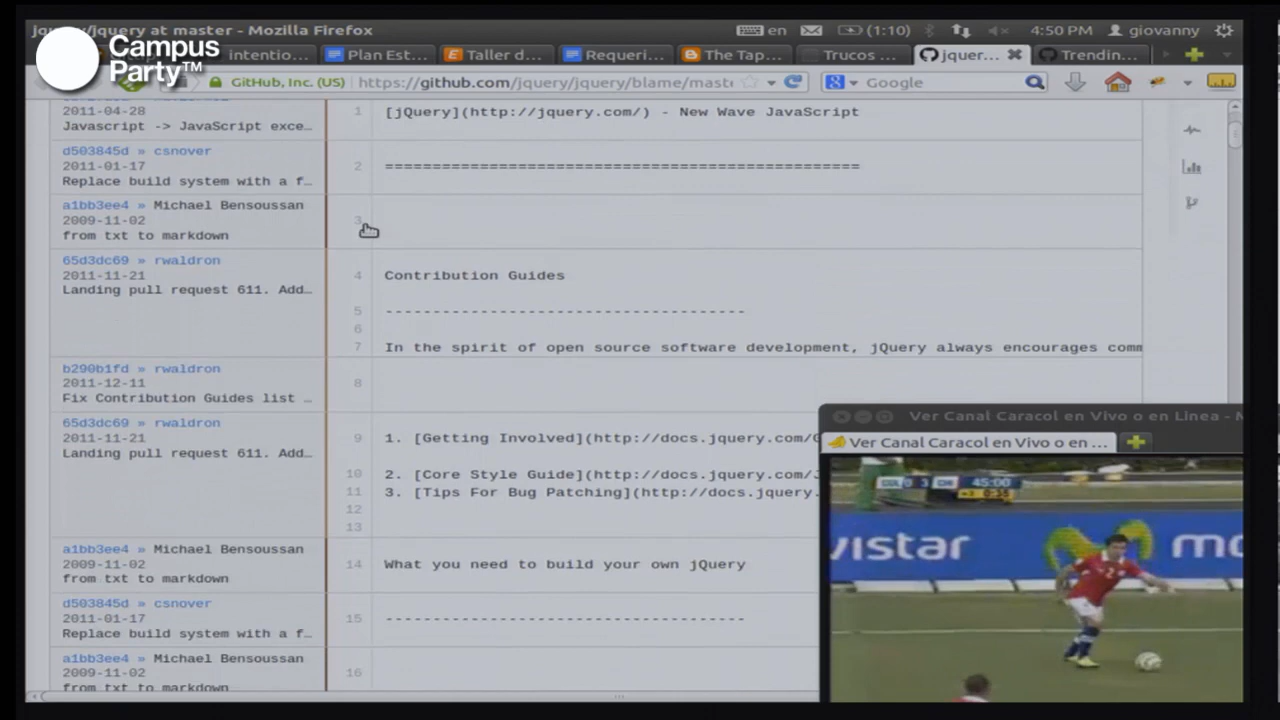 Jquery/jquery at master - Mozilla Firefox
en
(1:10)
4:50 PM
giovanny
Campus
Party™
intentio...
Plan Est...
Taller d...
Requeri...
The Tap...
Trucos ...
jquer...
Trendin...
GitHub, Inc. (US)
https://github.com/jquery/jquery/blame/mast
Google
2011-04-28
Javascript -> JavaScript exce…
1 [jQuery](http://jquery.com/) - New Wave JavaScript
d503845d » csnover
2011-01-17
Replace build system with a f…
2 ==================================================
a1bb3ee4 » Michael Bensoussan
2009-11-02
from txt to markdown
3
65d3dc69 » rwaldron
2011-11-21
Landing pull request 611. Add…
4 Contribution Guides
5 --------------------------------------
6
7 In the spirit of open source software development, jQuery always encourages comm
b290b1fd » rwaldron
2011-12-11
Fix Contribution Guides list …
8
65d3dc69 » rwaldron
2011-11-21
Landing pull request 611. Add…
9 1. [Getting Involved](http://docs.jquery.com/
10 2. [Core Style Guide](http://docs.jquery.com/
11 3. [Tips For Bug Patching](http://docs.jquery.
12
13
a1bb3ee4 » Michael Bensoussan
2009-11-02
from txt to markdown
14 What you need to build your own jQuery
d503845d » csnover
2011-01-17
Replace build system with a f…
15 --------------------------------------
a1bb3ee4 » Michael Bensoussan
2009-11-02
from txt to markdown
16
Ver Canal Caracol en Vivo o en Linea -
Ver Canal Caracol en Vivo o en ...
COL 0 3 CHI 45:00
+3 0:35
vistar
mo
2